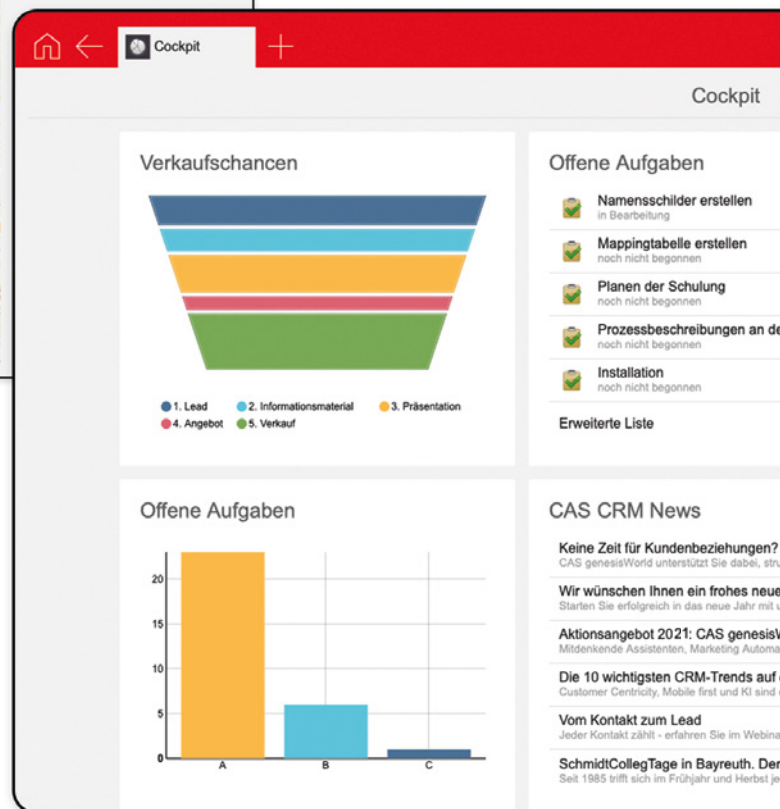 Cockpit
Cockpit
Verkaufschancen
1. Lead 2. Informationsmaterial 3. Präsentation
4. Angebot 5. Verkauf
Offene Aufgaben
Namensschilder erstellen
in Bearbeitung
Mappingtabelle erstellen
noch nicht begonnen
Planen der Schulung
noch nicht begonnen
Prozessbeschreibungen an
noch nicht begonnen
Installation
noch nicht begonnen
Erweiterte Liste
Offene Aufgaben
20
15
10
5
0
A B C
CAS CRM News
Keine Zeit für Kundenbeziehungen?
CAS genesisWorld unterstützt Sie dabei,
Wir wünschen Ihnen ein frohes neue
Starten Sie erfolgreich in das neue Jahr mit
Aktionsangebot 2021: CAS
Mitdenkende Assistenten, Marketing
Die 10 wichtigsten CRM-Trends auf
Customer Centricity, Mobile first und KI sind
Vom Kontakt zum Lead
Jeder Kontakt zählt - erfahren Sie im
SchmidtCollegTage in Bayreuth. Der
Seit 1985 trifft sich im Frühjahr und Herbst